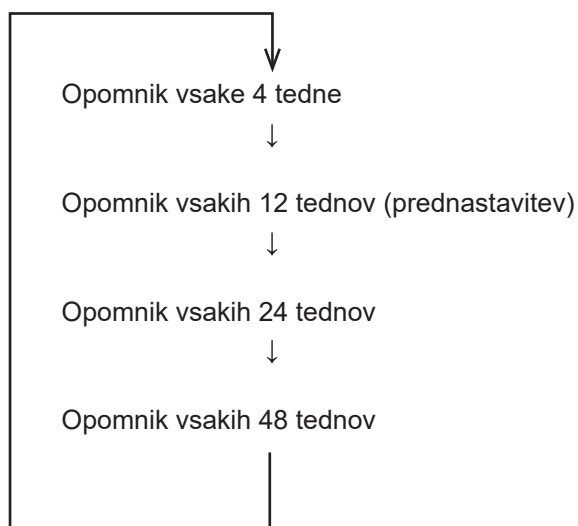 Opomnik vsake 4 tedne
↓
Opomnik vsakih 12 tednov (prednastavitev)
↓
Opomnik vsakih 24 tednov
↓
Opomnik vsakih 48 tednov